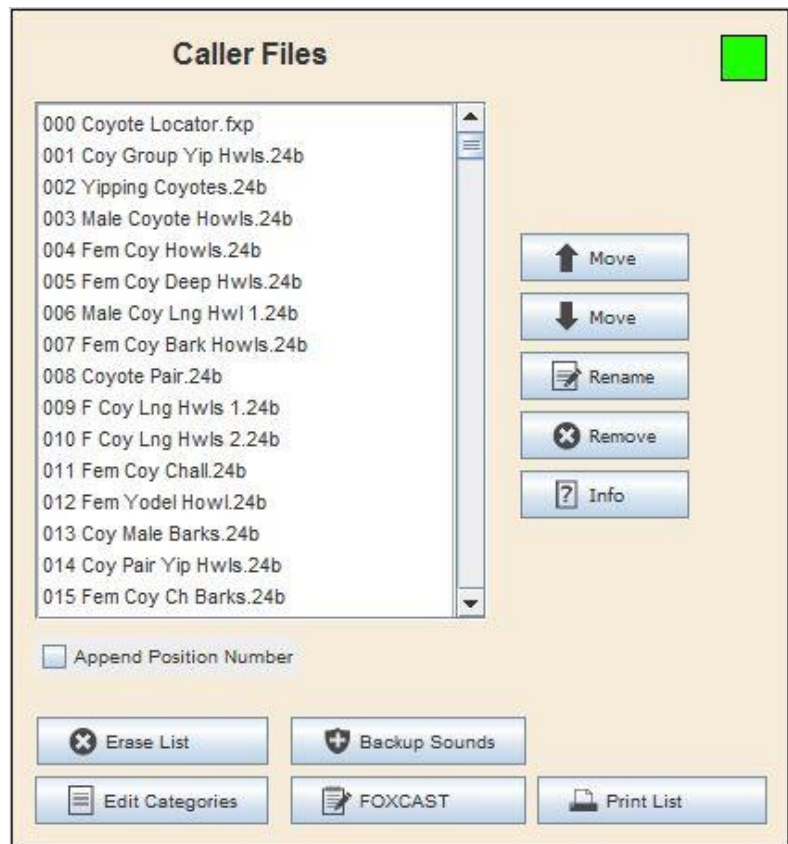 Caller Files
000 Coyote Locator.fxp
001 Coy Group Yip Hwls.24b
002 Yipping Coyotes.24b
003 Male Coyote Howls.24b
004 Fem Coy Howls.24b
005 Fem Coy Deep Hwls.24b
006 Male Coy Lng Hwl 1.24b
007 Fem Coy Bark Howls.24b
008 Coyote Pair.24b
009 F Coy Lng Hwls 1.24b
010 F Coy Lng Hwls 2.24b
011 Fem Coy Chall.24b
012 Fem Yodel Howl.24b
013 Coy Male Barks.24b
014 Coy Pair Yip Hwls.24b
015 Fem Coy Ch Barks.24b
Move
Move
Rename
Remove
? Info
Append Position Number
Erase List
Backup Sounds
Edit Categories
FOXCAST
Print List